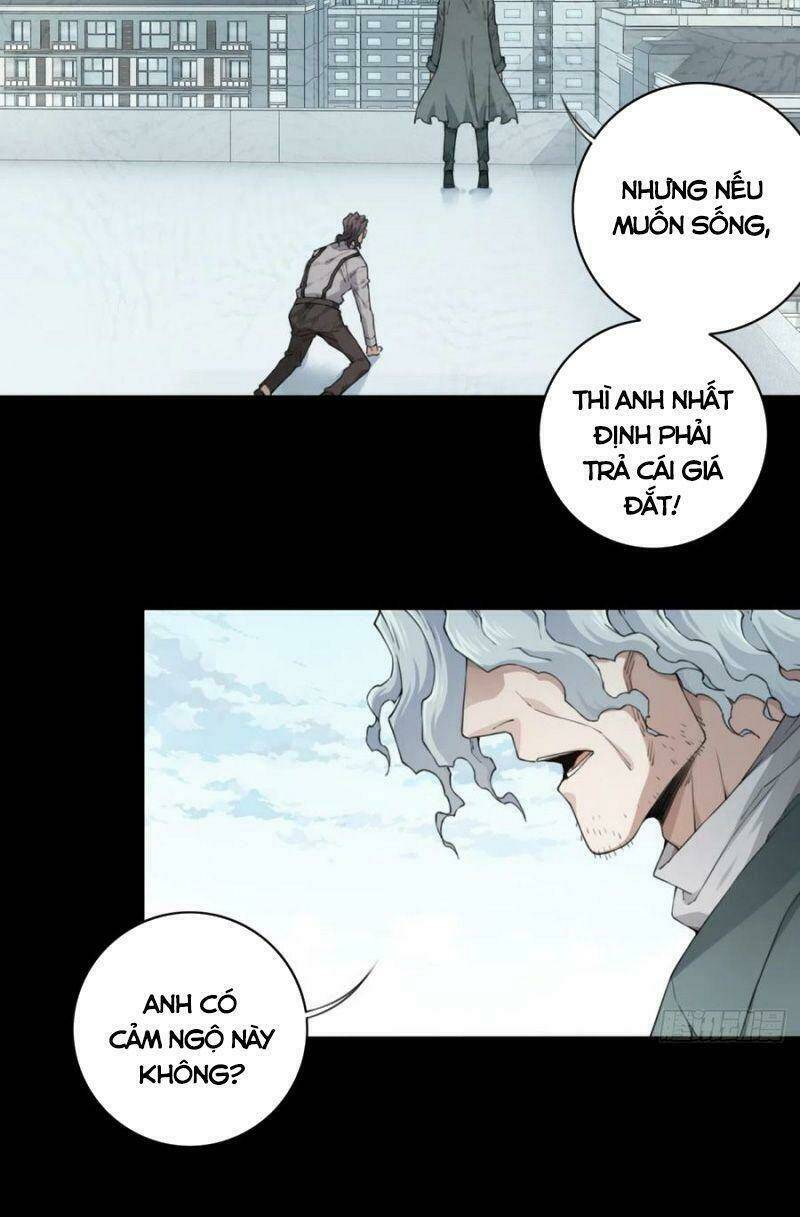 NHƯNG NẾU
MUỐN SỐNG,
THÌ ANH NHẤT
ĐỊNH PHẢI
TRẢ CÁI GIÁ
ĐẮT!
ANH CÓ
CẢM NGỘ NÀY
KHÔNG?